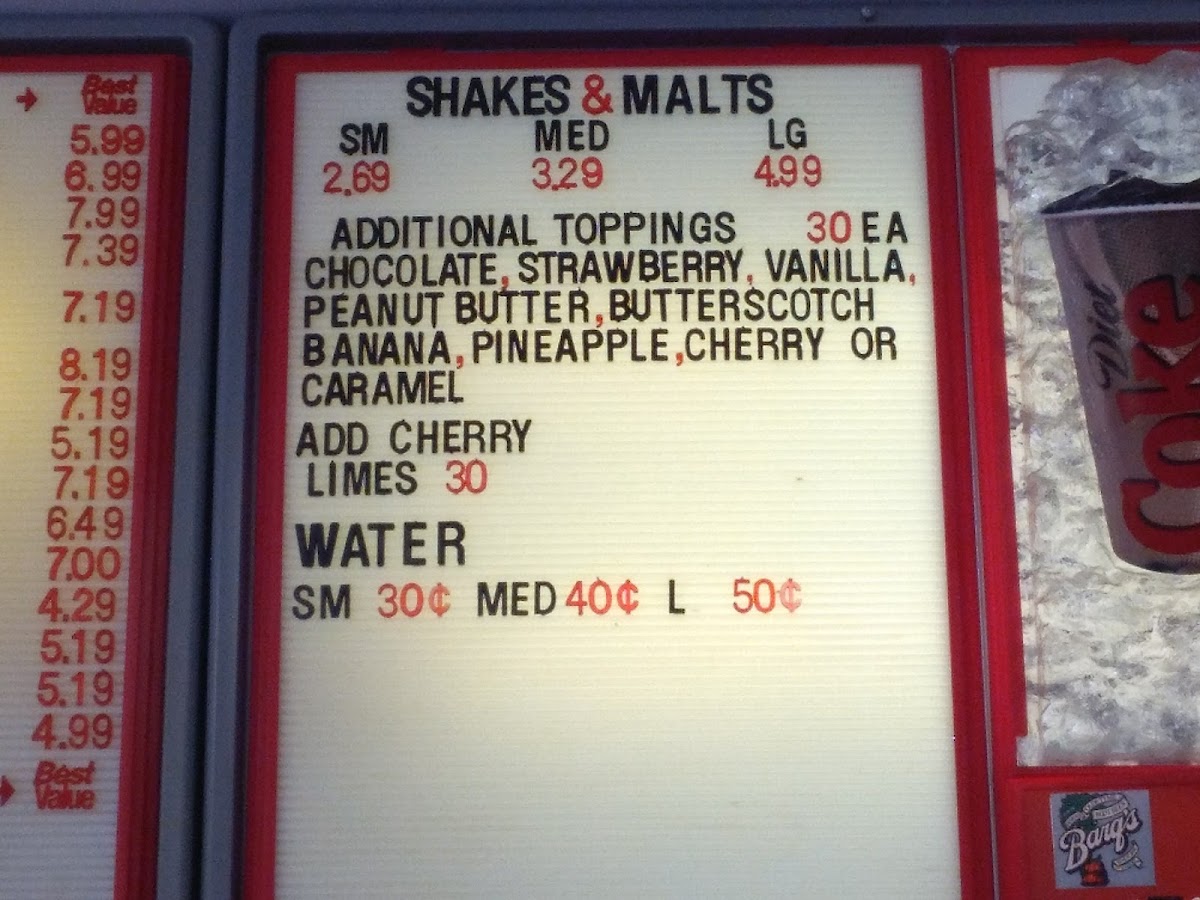 Best
Value
5.99
6.99
7.99
7.39
7.19
8.19
7.19
5.19
7.19
6.49
7.00
4.29
5.19
5.19
4.99
Best
Value
SHAKES & MALTS
SM MED LG
2.69 3.29 4.99
ADDITIONAL TOPPINGS 30 EA
CHOCOLATE, STRAWBERRY, VANILLA,
PEANUT BUTTER, BUTTERSCOTCH
BANANA, PINEAPPLE, CHERRY OR
CARAMEL
ADD CHERRY
LIMES 30
WATER
SM 30¢ MED 40¢ L 50¢
Diet
Coke
Barq's